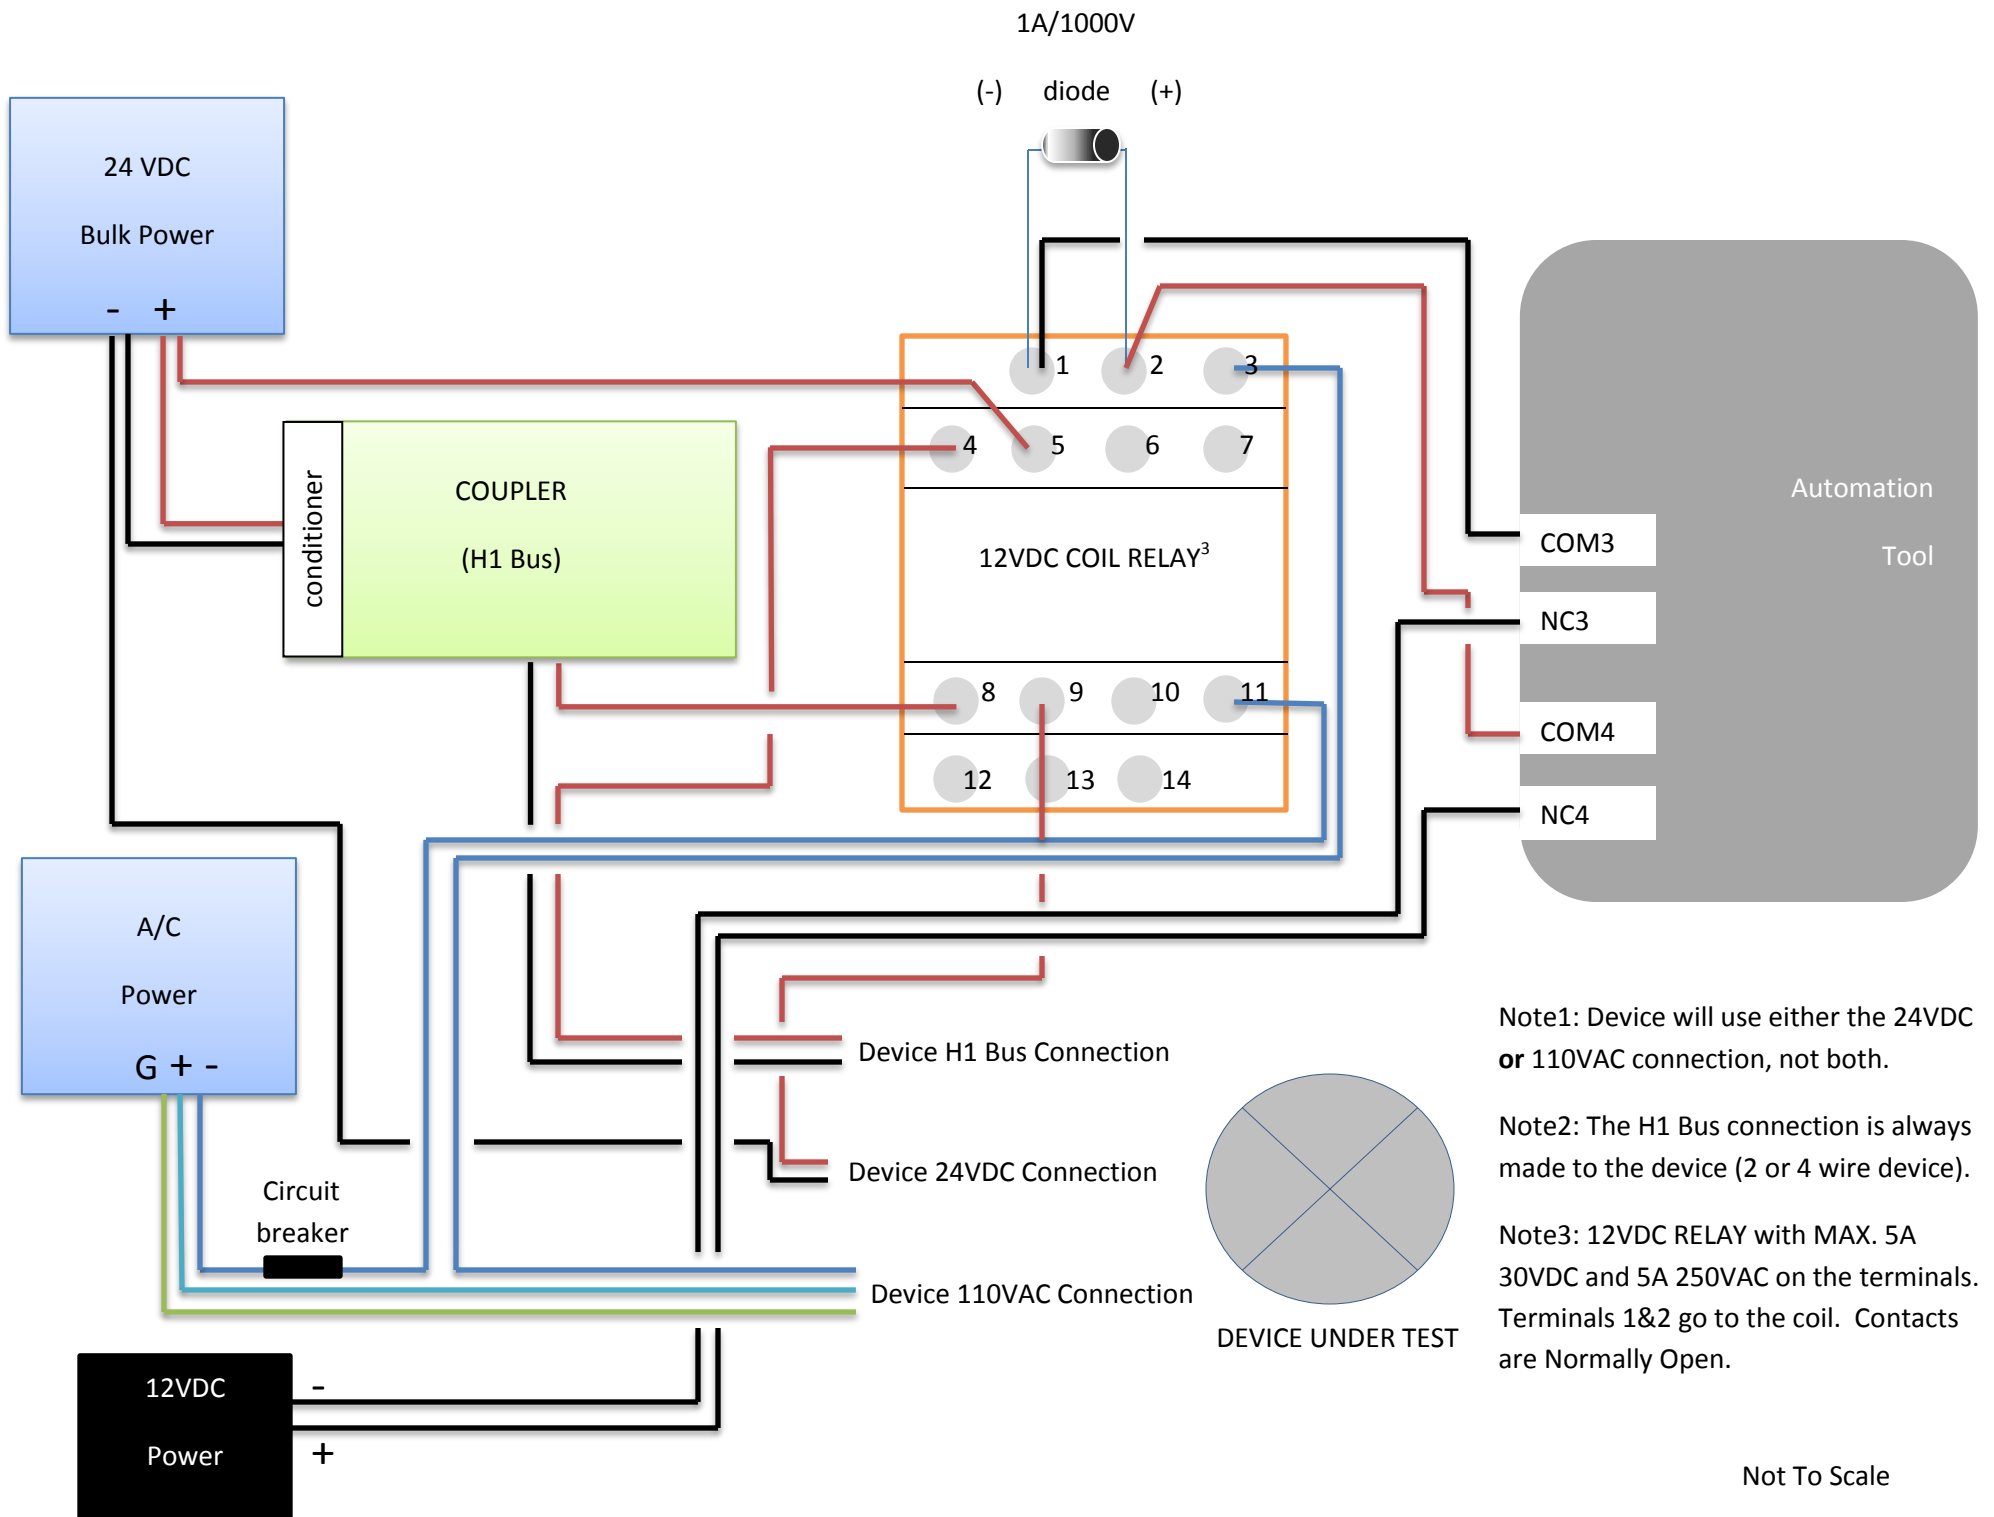 1A/1000V
(-) diode (+)
24 VDC
Bulk Power
- +
conditioner
COUPLER
(H1 Bus)
1 2 3
4 5 6 7
12VDC COIL RELAY³
8 9 10 11
12 13 14
Automation
Tool
COM3
NC3
COM4
NC4
A/C
Power
G + -
Circuit
breaker
Device H1 Bus Connection
Device 24VDC Connection
Device 110VAC Connection
DEVICE UNDER TEST
12VDC
Power
-
+
Note1: Device will use either the 24VDC
or 110VAC connection, not both.
Note2: The H1 Bus connection is always
made to the device (2 or 4 wire device).
Note3: 12VDC RELAY with MAX. 5A
30VDC and 5A 250VAC on the terminals.
Terminals 1&2 go to the coil. Contacts
are Normally Open.
Not To Scale